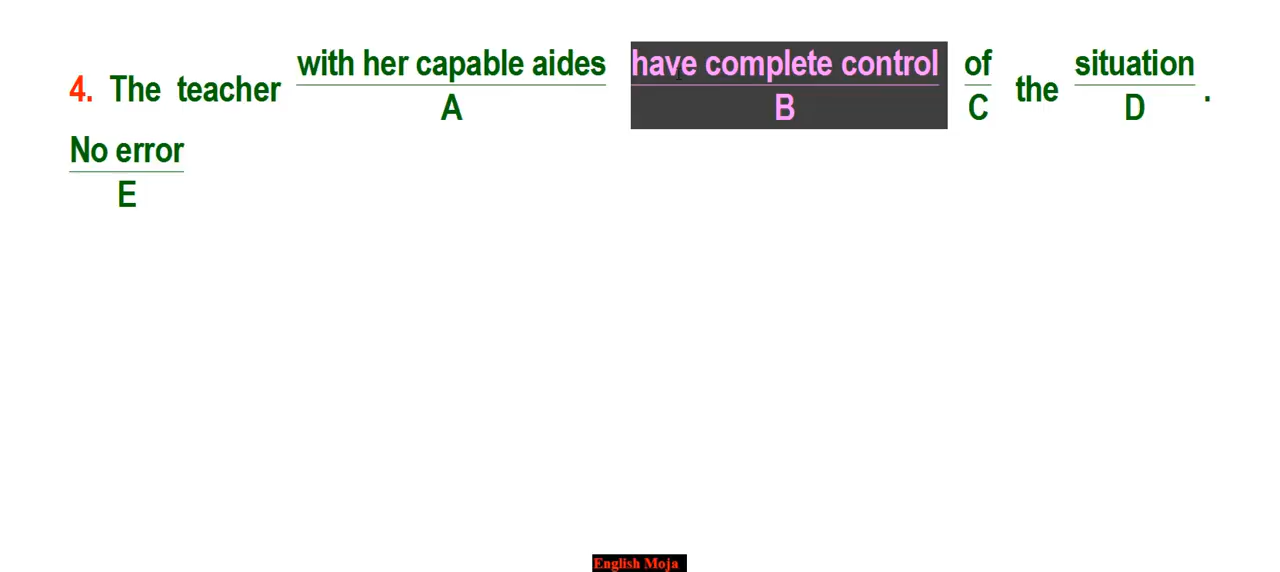 4. The teacher with her capable aides have complete control of the situation .
A B C D
No error
E
English Moja